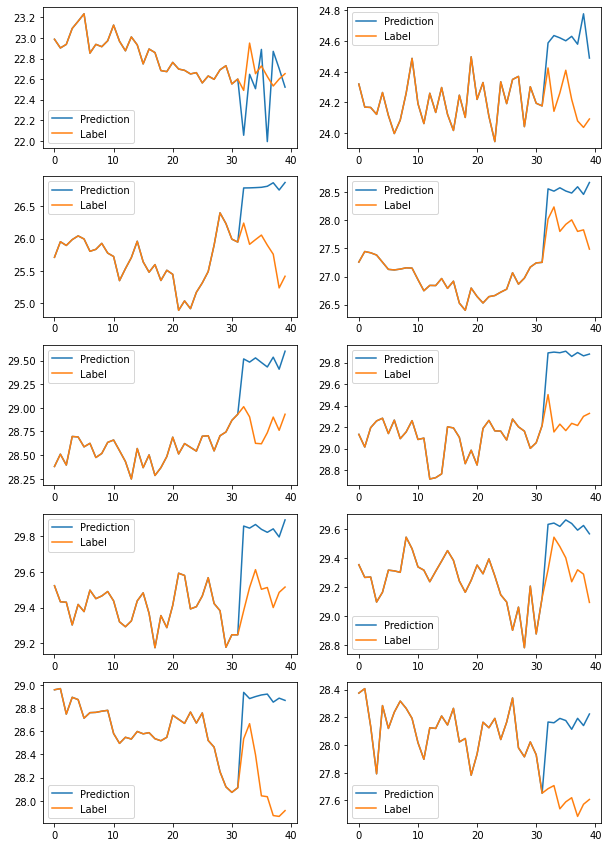 23.2
23.0
22.8
22.6
22.4
22.2
22.0
Prediction
Label
0 10 20 30 40
24.8
24.6
24.4
24.2
24.0
Prediction
Label
0 10 20 30 40
26.5
26.0
25.5
25.0
Prediction
Label
0 10 20 30 40
28.5
28.0
27.5
27.0
26.5
Prediction
Label
0 10 20 30 40
29.50
29.25
29.00
28.75
28.50
28.25
Prediction
Label
0 10 20 30 40
29.8
29.6
29.4
29.2
29.0
28.8
Prediction
Label
0 10 20 30 40
29.8
29.6
29.4
29.2
Prediction
Label
0 10 20 30 40
29.6
29.4
29.2
29.0
28.8
Prediction
Label
0 10 20 30 40
29.0
28.8
28.6
28.4
28.2
28.0
Prediction
Label
0 10 20 30 40
28.4
28.2
28.0
27.8
27.6
Prediction
Label
0 10 20 30 40